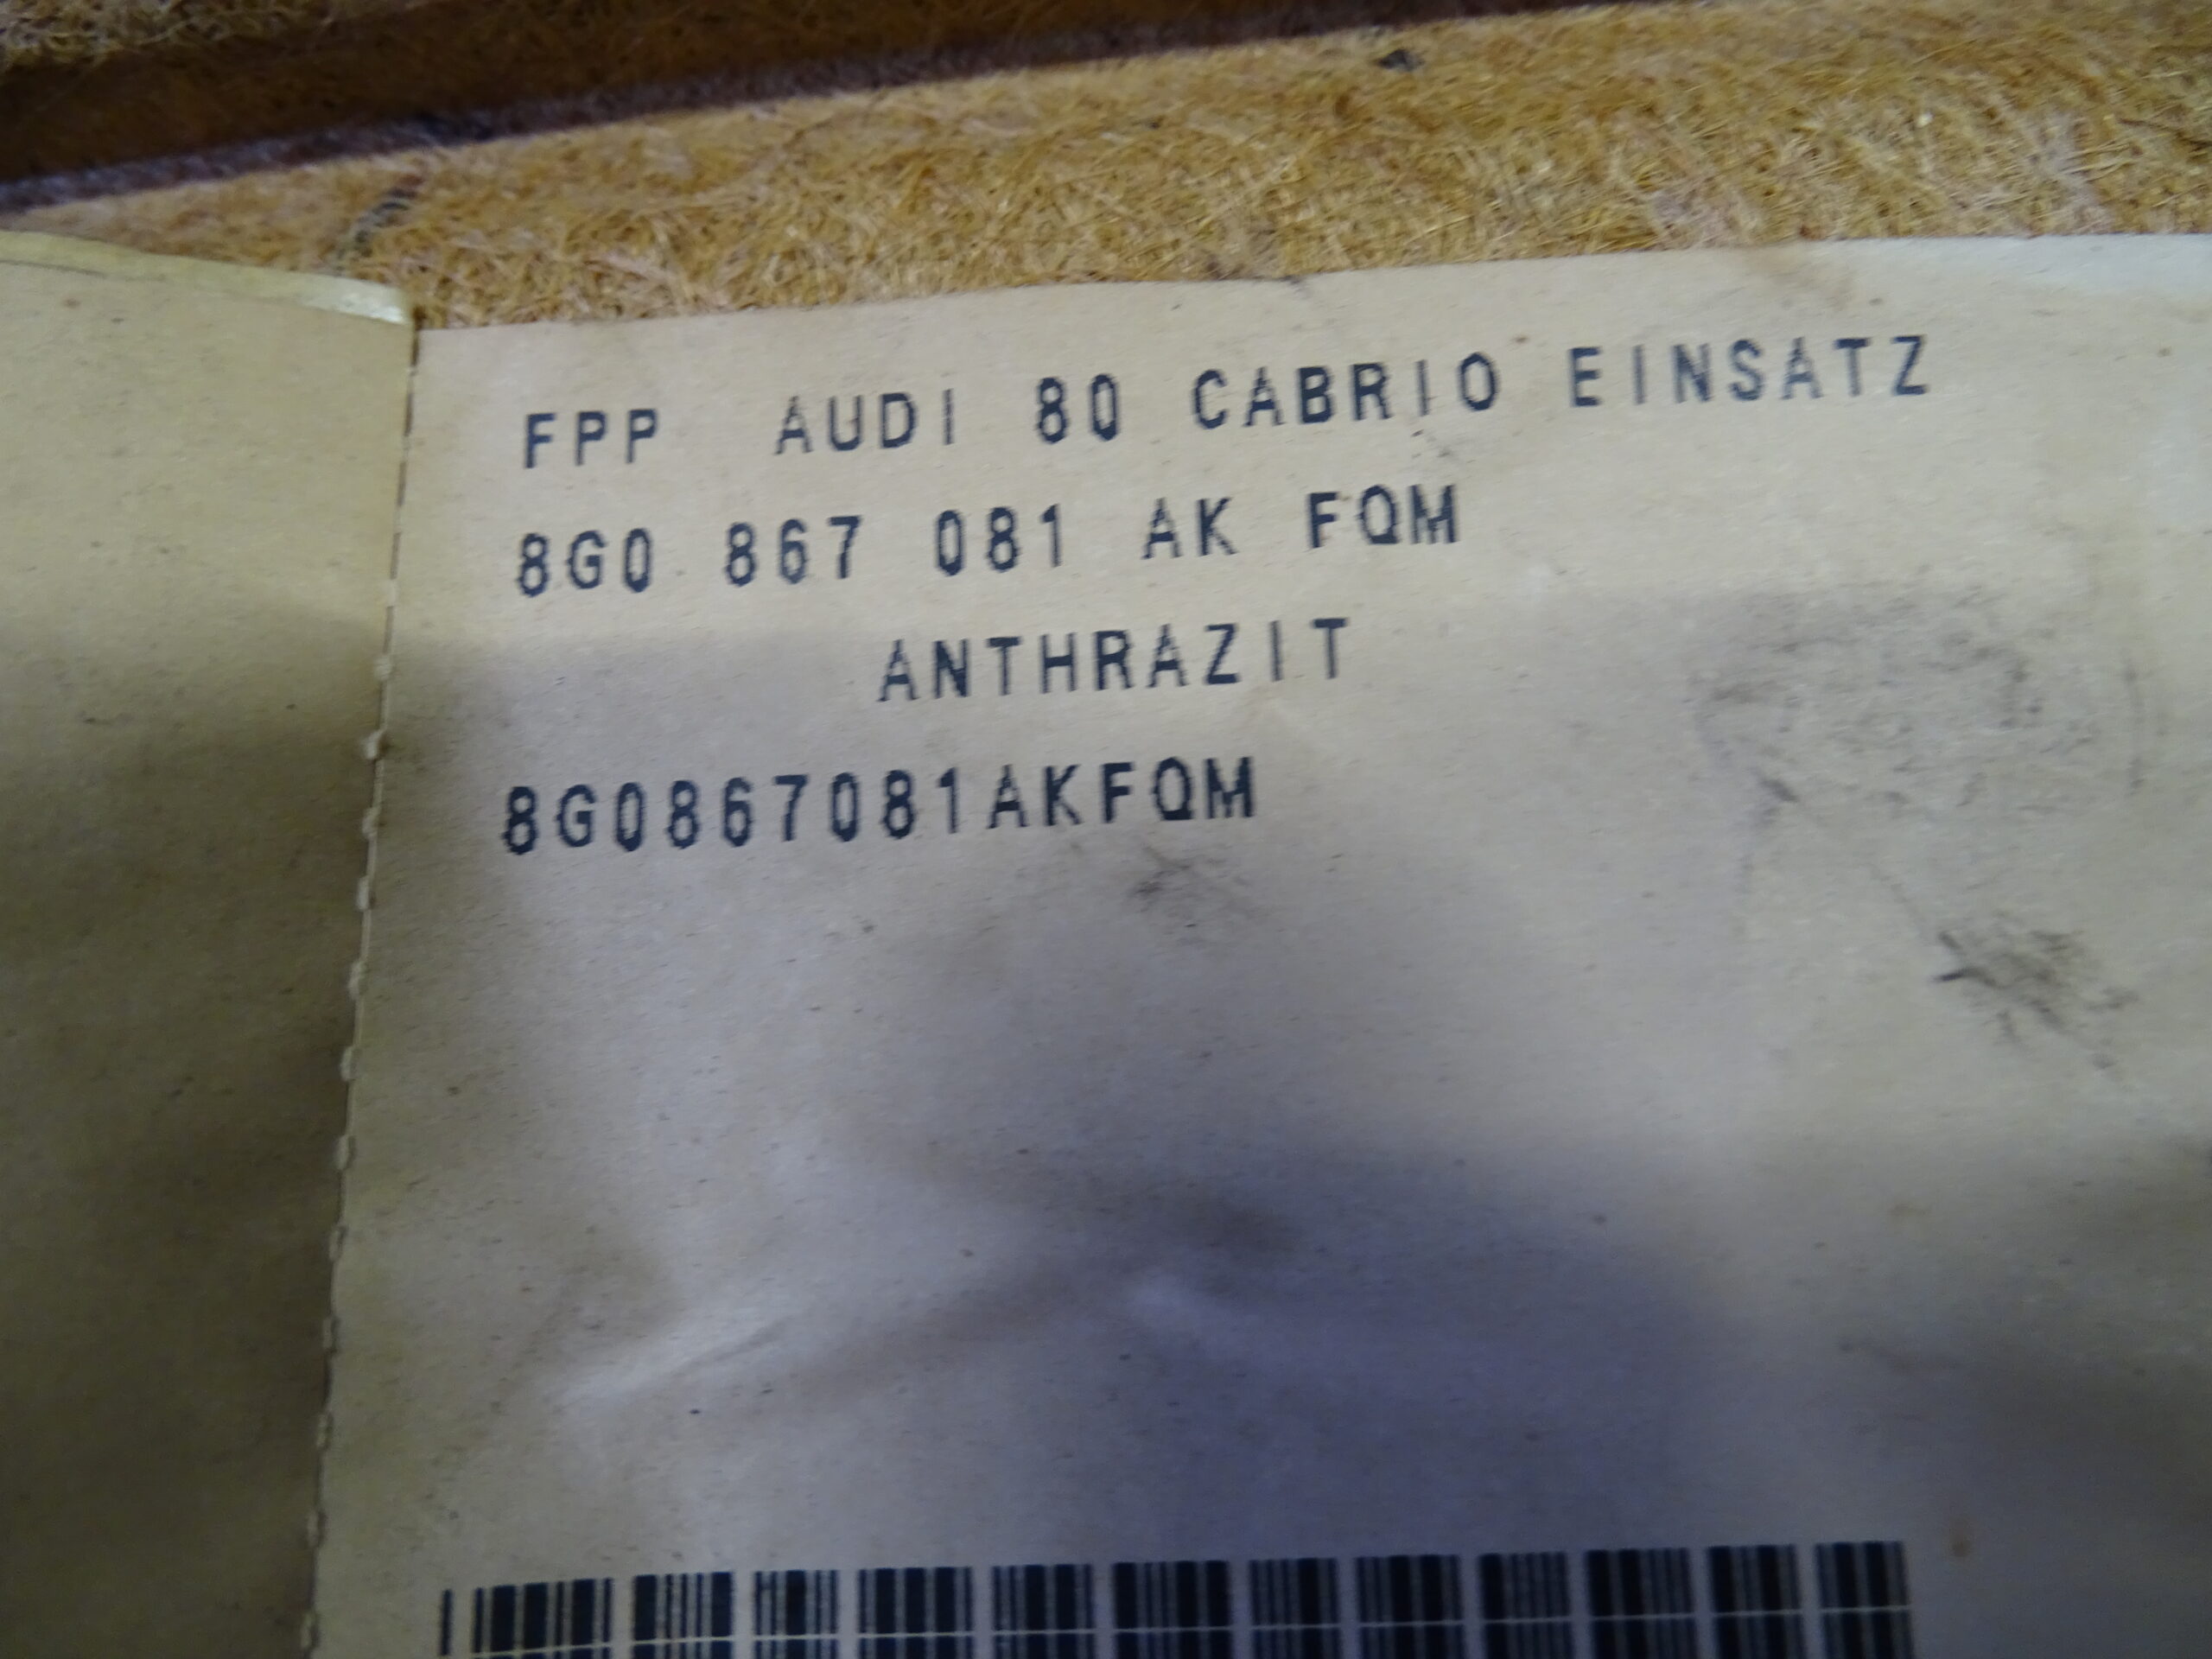 FPP AUDI 80 CABRIO EINSATZ
8G0 867 081 AK FQM
ANTHRAZIT
8G0867081AKFQM